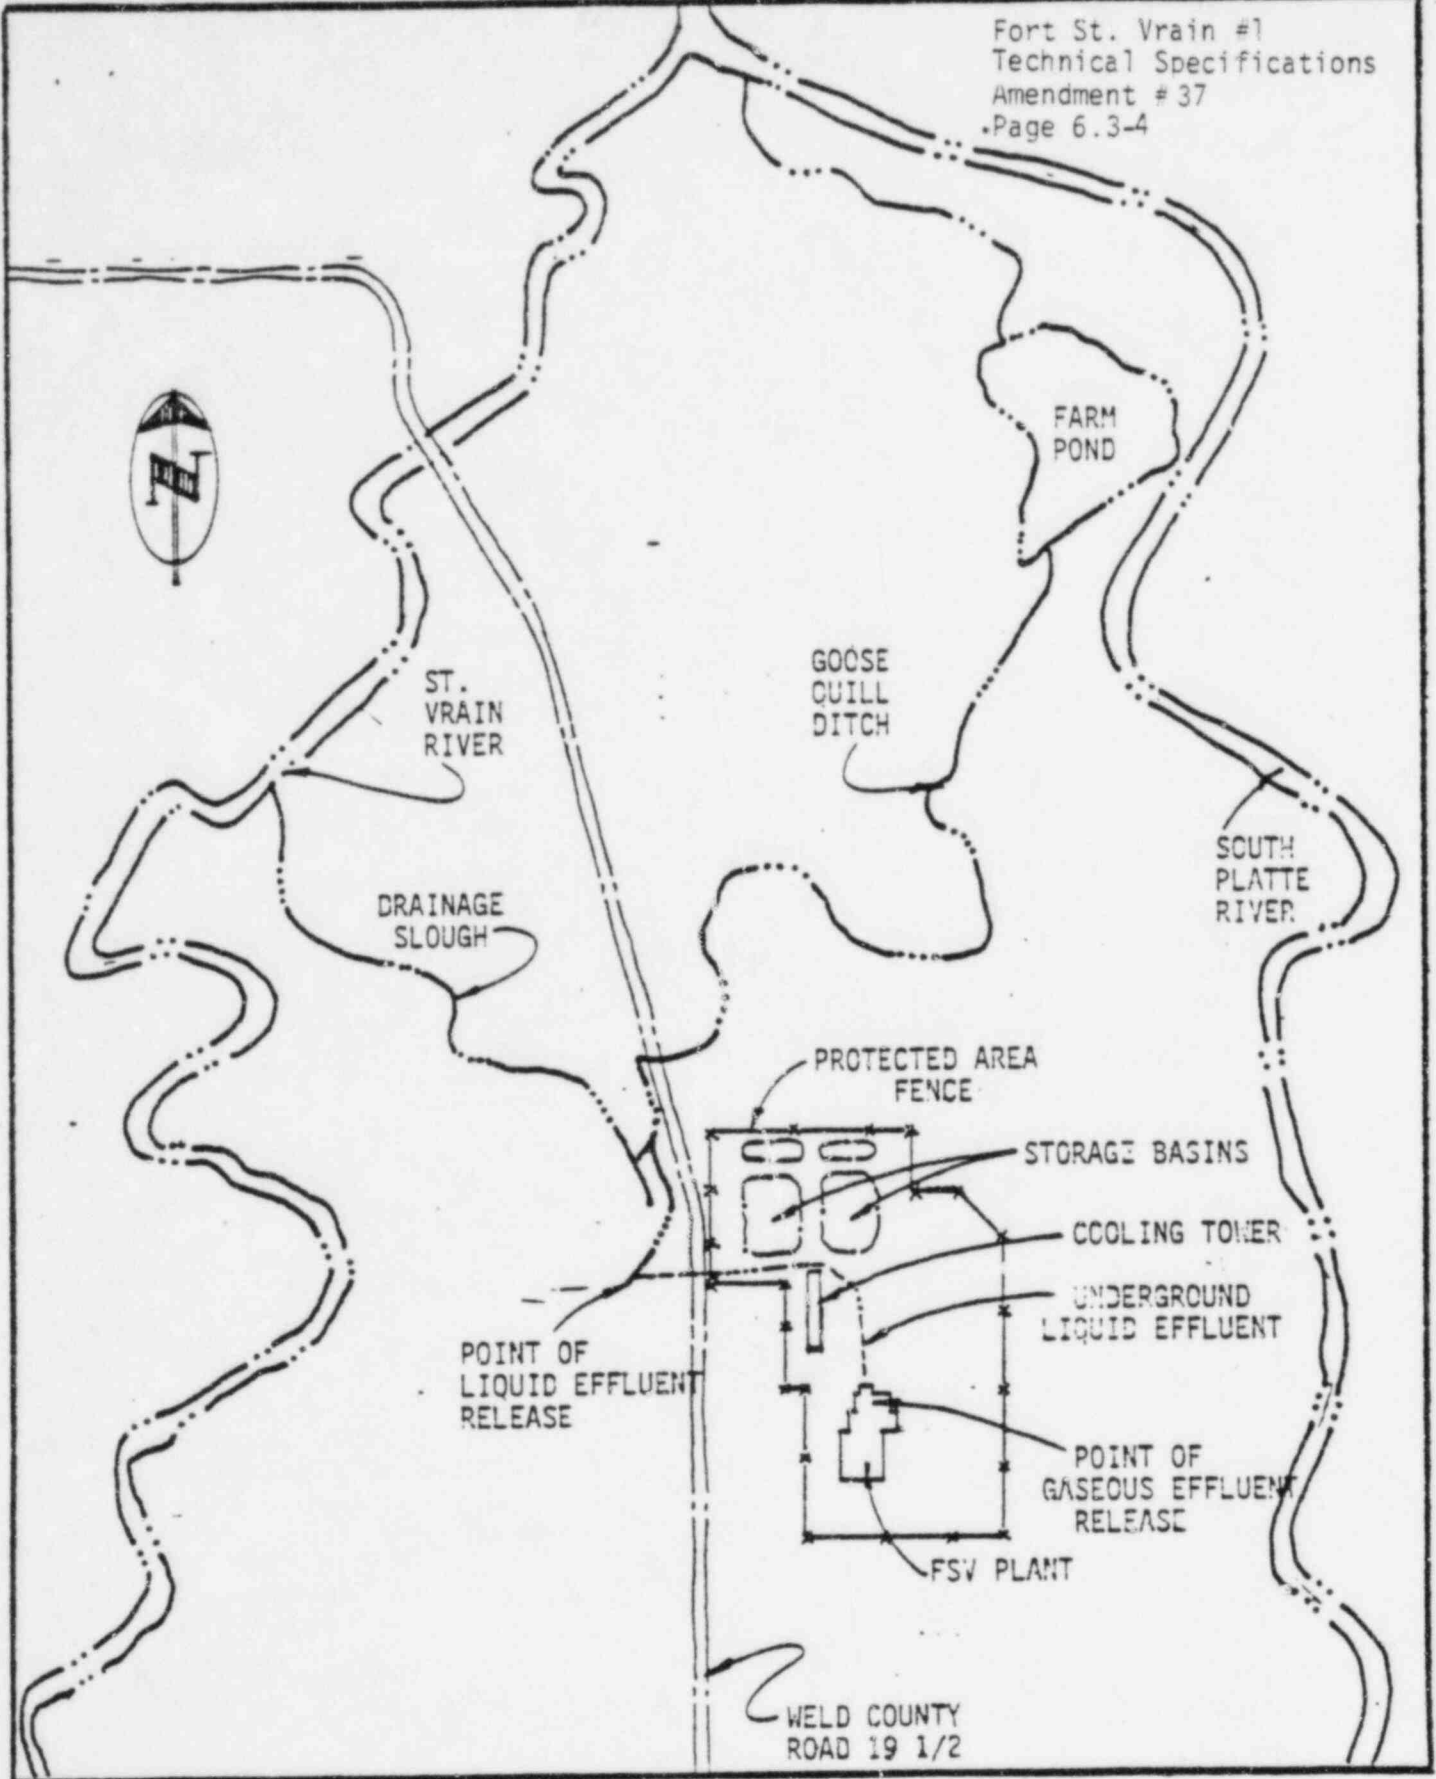 Fort St. Vrain #1
Technical Specifications
Amendment #37
Page 6.3-4
N
FARM
POND
GOOSE
QUILL
DITCH
ST.
VRAIN
RIVER
SOUTH
PLATTE
RIVER
DRAINAGE
SLOUGH
PROTECTED AREA
FENCE
STORAGE BASINS
COOLING TOWER
UNDERGROUND
LIQUID EFFLUENT
POINT OF
LIQUID EFFLUENT
RELEASE
POINT OF
GASEOUS EFFLUENT
RELEASE
FSV PLANT
WELD COUNTY
ROAD 19 1/2